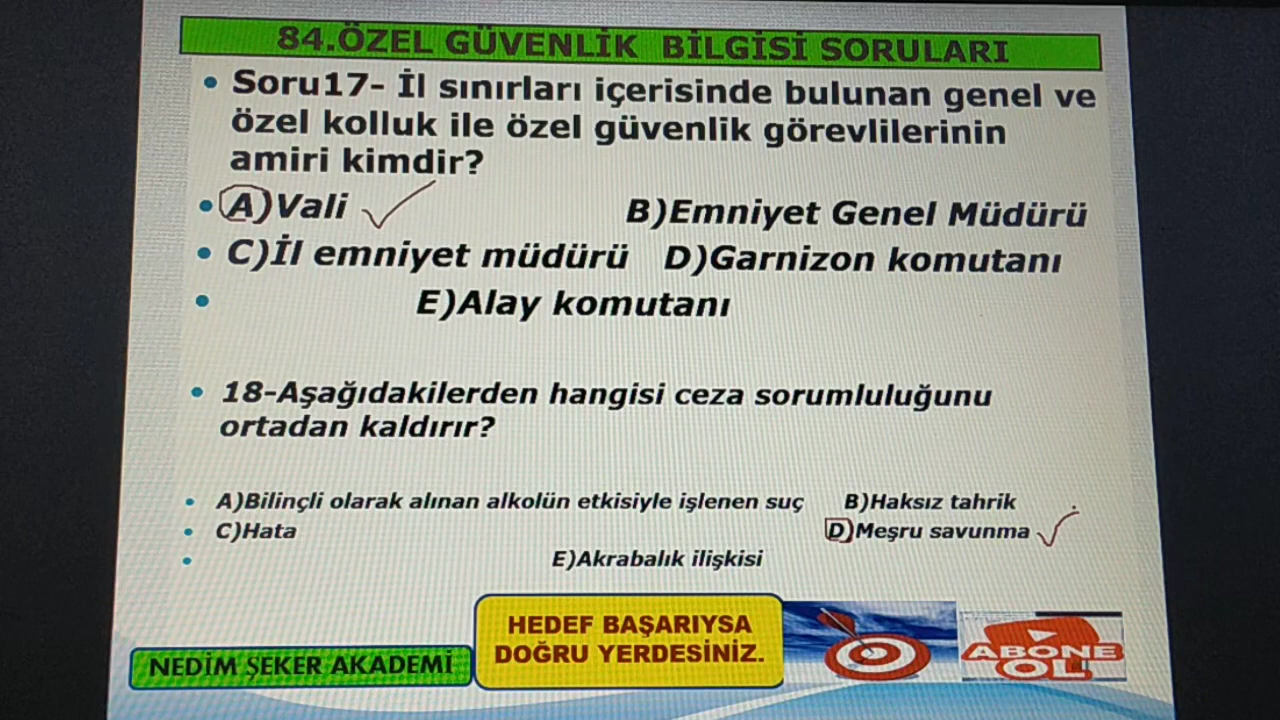 84.ÖZEL GÜVENLİK BİLGİSİ SORULARI
• Soru17- İl sınırları içerisinde bulunan genel ve
özel kolluk ile özel güvenlik görevlilerinin
amiri kimdir?
• A)Vali B)Emniyet Genel Müdürü
• C)İl emniyet müdürü D)Garnizon komutanı
• E)Alay komutanı
• 18-Aşağıdakilerden hangisi ceza sorumluluğunu
ortadan kaldırır?
• A)Bilinçli olarak alınan alkolün etkisiyle işlenen suç B)Haksız tahrik
• C)Hata D)Meşru savunma
• E)Akrabalık ilişkisi
HEDEF BAŞARIYSA
DOĞRU YERDESİNİZ.
NEDİM ŞEKER AKADEMİ
ABONE
OL